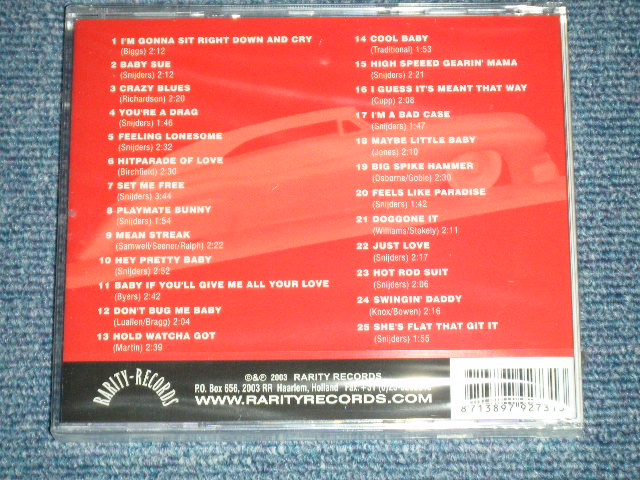 1 I'M GONNA SIT RIGHT DOWN AND CRY
(Biggs) 2:12
2 BABY SUE
(Snijders) 2:12
3 CRAZY BLUES
(Richardson) 2:20
4 YOU'RE A DRAG
(Snijders) 1:46
5 FEELING LONESOME
(Snijders) 2:32
6 HITPARADE OF LOVE
(Birchfield) 2:30
7 SET ME FREE
(Snijders) 3:44
8 PLAYMATE BUNNY
(Snijders) 1:54
9 MEAN STREAK
(Samwell/Seener/Ralph) 2:22
10 HEY PRETTY BABY
(Snijders) 2:52
11 BABY IF YOU'LL GIVE ME ALL YOUR LOVE
(Byers) 2:42
12 DON'T BUG ME BABY
(Luallen/Bragg) 2:04
13 HOLD WATCHA GOT
(Martin) 2:39
14 COOL BABY
(Traditional) 1:53
15 HIGH SPEEED GEARIN' MAMA
(Snijders) 2:21
16 I GUESS IT'S MEANT THAT WAY
(Cupp) 2:08
17 I'M A BAD CASE
(Snijders) 1:47
18 MAYBE LITTLE BABY
(Jones) 2:10
19 BIG SPIKE HAMMER
(Osborne/Goble) 2:30
20 FEELS LIKE PARADISE
(Snijders) 1:42
21 DOGGONE IT
(Williams/Stokely) 2:11
22 JUST LOVE
(Snijders) 2:17
23 HOT ROD SUIT
(Snijders) 2:06
24 SWINGIN' DADDY
(Knox/Bowen) 2:16
25 SHE'S FLAT THAT GIT IT
(Snijders) 1:55
RARITY-RECORDS
©&℗ 2003 RARITY RECORDS
P.O. Box 656, 2003 RR Haarlem, Holland Fax.
WWW.RARITYRECORDS.COM
8 713897 92731